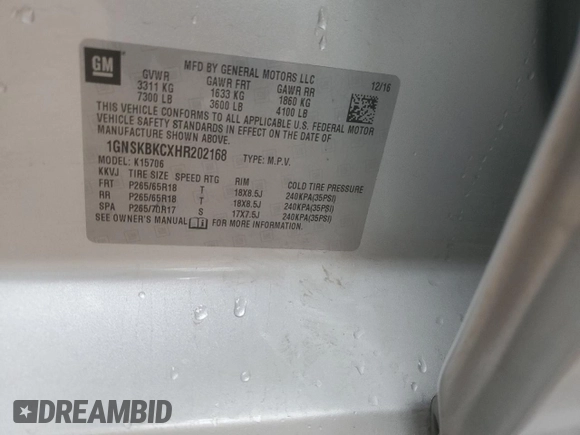 GM
MFD BY GENERAL MOTORS LLC
12/16
GVWR GAWR FRT GAWR RR
3311 KG 1633 KG 1860 KG
7300 LB 3600 LB 4100 LB
THIS VEHICLE CONFORMS TO ALL APPLICABLE U.S. FEDERAL MOTOR
VEHICLE SAFETY STANDARDS IN EFFECT ON THE DATE OF
MANUFACTURE SHOWN ABOVE.
1GNSKBKCXHR202168 TYPE: M.P.V.
MODEL: K15706
KKVJ TIRE SIZE SPEED RTG RIM COLD TIRE PRESSURE
FRT P265/65R18 T 18X8.5J 240KPA(35PSI)
RR P265/65R18 T 18X8.5J 240KPA(35PSI)
SPA P265/70R17 S 17X7.5J 240KPA(35PSI)
SEE OWNER'S MANUAL FOR MORE INFORMATION.
DREAMBID